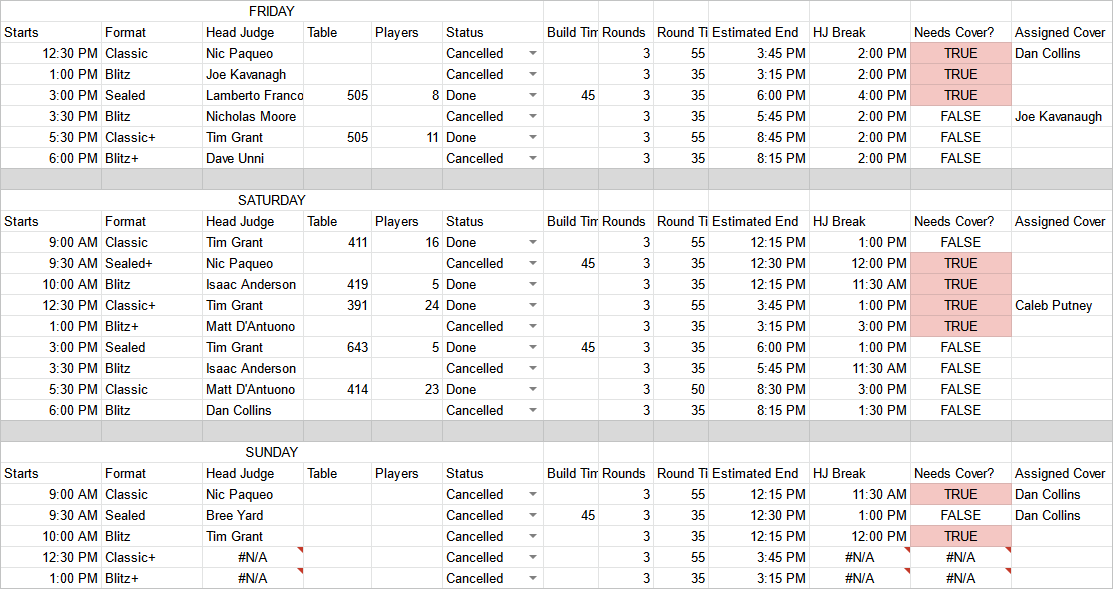 FRIDAY
Starts Format Head Judge Table Players Status Build Tim Rounds Round Ti Estimated End HJ Break Needs Cover? Assigned Cover
12:30 PM Classic Nic Paqueo Cancelled 3 55 3:45 PM 2:00 PM TRUE Dan Collins
1:00 PM Blitz Joe Kavanagh Cancelled 3 35 3:15 PM 2:00 PM TRUE
3:00 PM Sealed Lamberto Franco 505 8 Done 45 3 35 6:00 PM 4:00 PM TRUE
3:30 PM Blitz Nicholas Moore Cancelled 3 35 5:45 PM 2:00 PM FALSE Joe Kavanaugh
5:30 PM Classic+ Tim Grant 505 11 Done 3 55 8:45 PM 2:00 PM FALSE
6:00 PM Blitz+ Dave Unni Cancelled 3 35 8:15 PM 2:00 PM FALSE
SATURDAY
Starts Format Head Judge Table Players Status Build Tim Rounds Round Ti Estimated End HJ Break Needs Cover? Assigned Cover
9:00 AM Classic Tim Grant 411 16 Done 3 55 12:15 PM 1:00 PM FALSE
9:30 AM Sealed+ Nic Paqueo Cancelled 45 3 35 12:30 PM 12:00 PM TRUE
10:00 AM Blitz Isaac Anderson 419 5 Done 3 35 12:15 PM 11:30 AM TRUE
12:30 PM Classic+ Tim Grant 391 24 Done 3 55 3:45 PM 1:00 PM TRUE Caleb Putney
1:00 PM Blitz+ Matt D'Antuono Cancelled 3 35 3:15 PM 3:00 PM TRUE
3:00 PM Sealed Tim Grant 643 5 Done 45 3 35 6:00 PM 1:00 PM FALSE
3:30 PM Blitz Isaac Anderson Cancelled 3 35 5:45 PM 11:30 AM FALSE
5:30 PM Classic Matt D'Antuono 414 23 Done 3 50 8:30 PM 3:00 PM FALSE
6:00 PM Blitz Dan Collins Cancelled 3 35 8:15 PM 1:30 PM FALSE
SUNDAY
Starts Format Head Judge Table Players Status Build Tim Rounds Round Ti Estimated End HJ Break Needs Cover? Assigned Cover
9:00 AM Classic Nic Paqueo Cancelled 3 55 12:15 PM 11:30 AM TRUE Dan Collins
9:30 AM Sealed Bree Yard Cancelled 45 3 35 12:30 PM 1:00 PM FALSE Dan Collins
10:00 AM Blitz Tim Grant Cancelled 3 35 12:15 PM 12:00 PM TRUE
12:30 PM Classic+ #N/A Cancelled 3 55 3:45 PM #N/A #N/A
1:00 PM Blitz+ #N/A Cancelled 3 35 3:15 PM #N/A #N/A